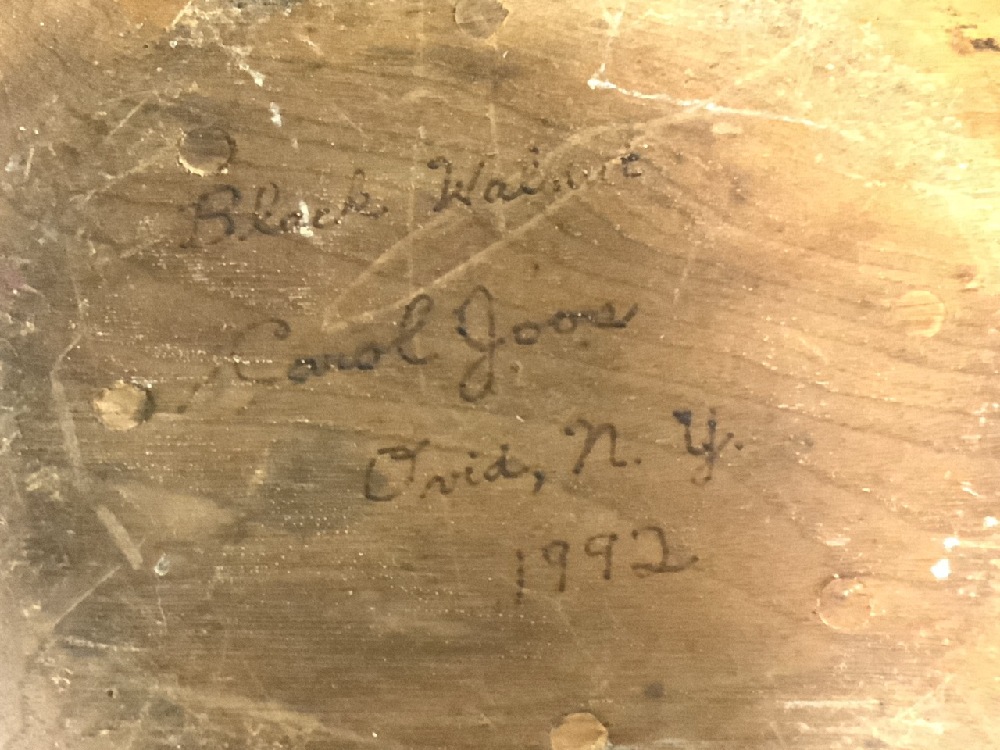 Black Walnut
Carol Joos
Ovid, N. Y.
1992